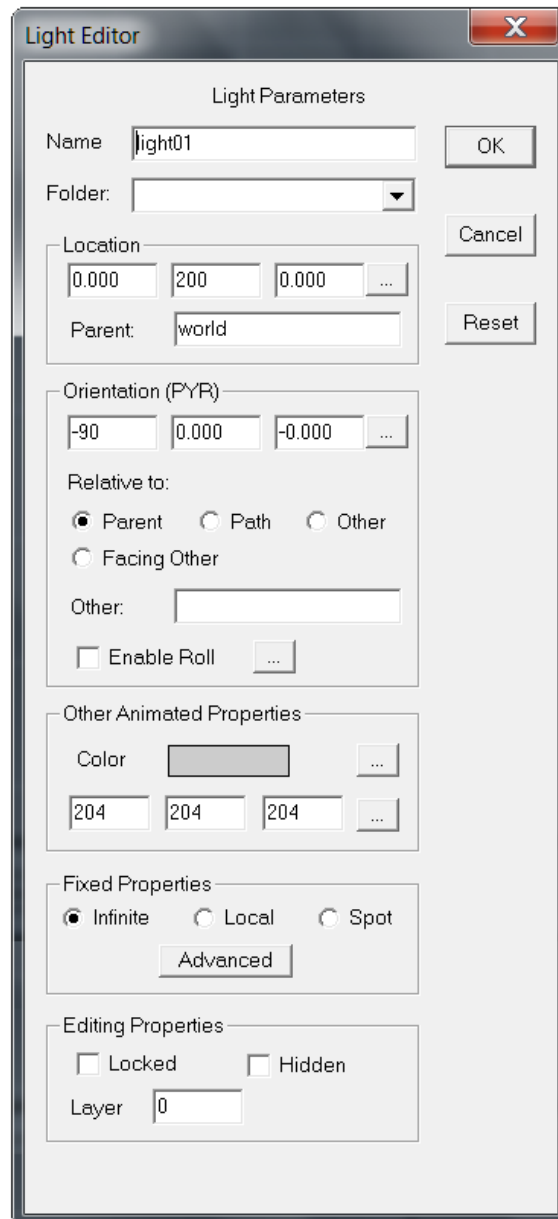 Light Editor
Light Parameters
Name light01 OK
Folder:
Cancel
Location
0.000 200 0.000 ...
Parent: world Reset
Orientation (PYR)
-90 0.000 -0.000 ...
Relative to:
Parent Path Other
Facing Other
Other:
Enable Roll ...
Other Animated Properties
Color ...
204 204 204 ...
Fixed Properties
Infinite Local Spot
Advanced
Editing Properties
Locked Hidden
Layer 0